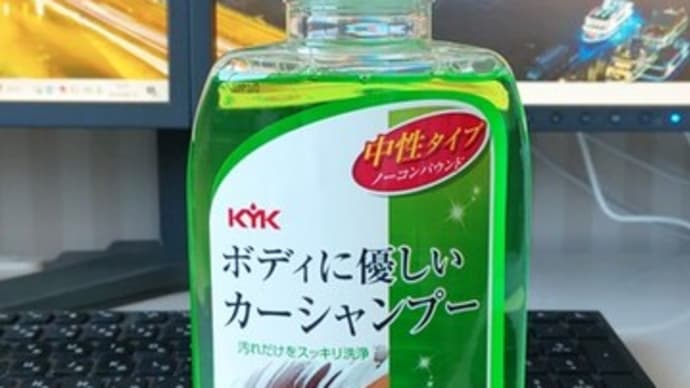 中性タイプ
ノーコンパウンド
KYK
ボディに優しい
カーシャンプー
汚れだけをスッキリ洗浄